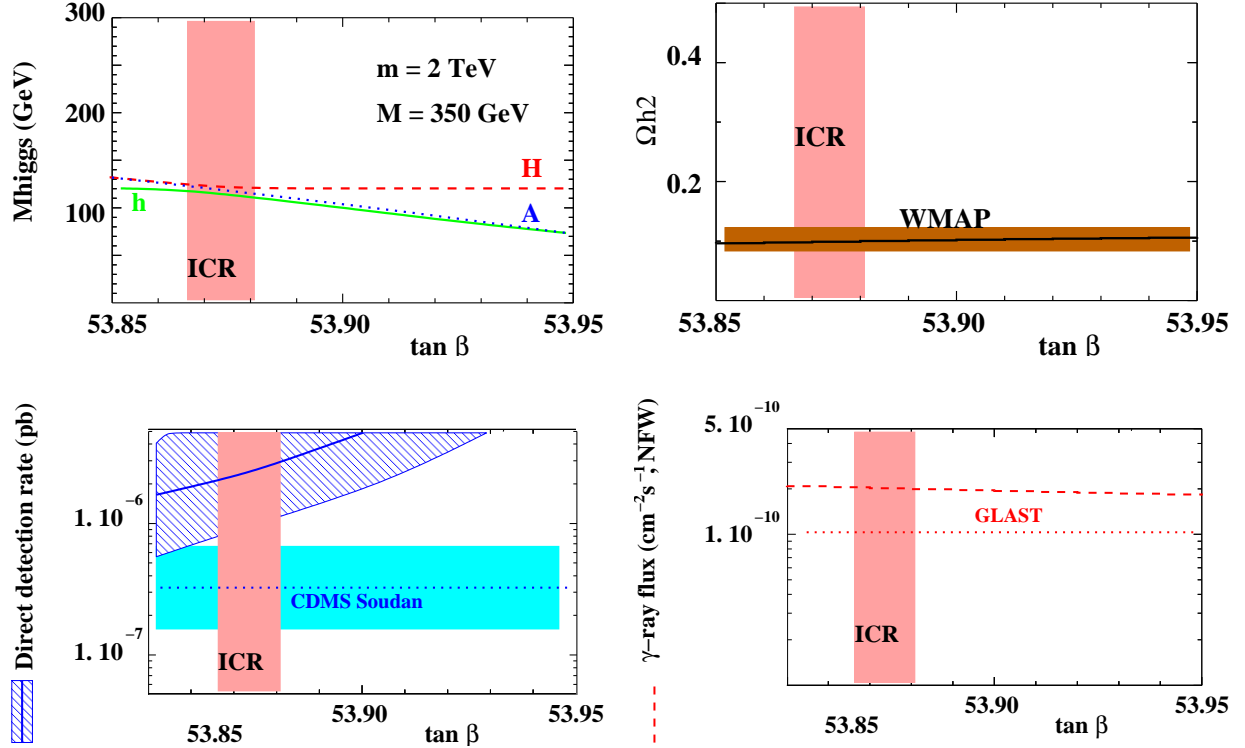 300
200
100
Mhiggs (GeV)
m = 2 TeV
M = 350 GeV
H
h
A
ICR
53.85
53.90
53.95
tan β
0.4
0.2
Ωh2
ICR
WMAP
53.85
53.90
53.95
tan β
Direct detection rate (pb)
1.10⁻⁶
1.10⁻⁷
CDMS Soudan
ICR
53.85
53.90
53.95
tan β
γ−ray flux (cm⁻²s⁻¹; NFW)
5.10⁻¹⁰
1.10⁻¹⁰
GLAST
ICR
53.85
53.90
53.95
tan β